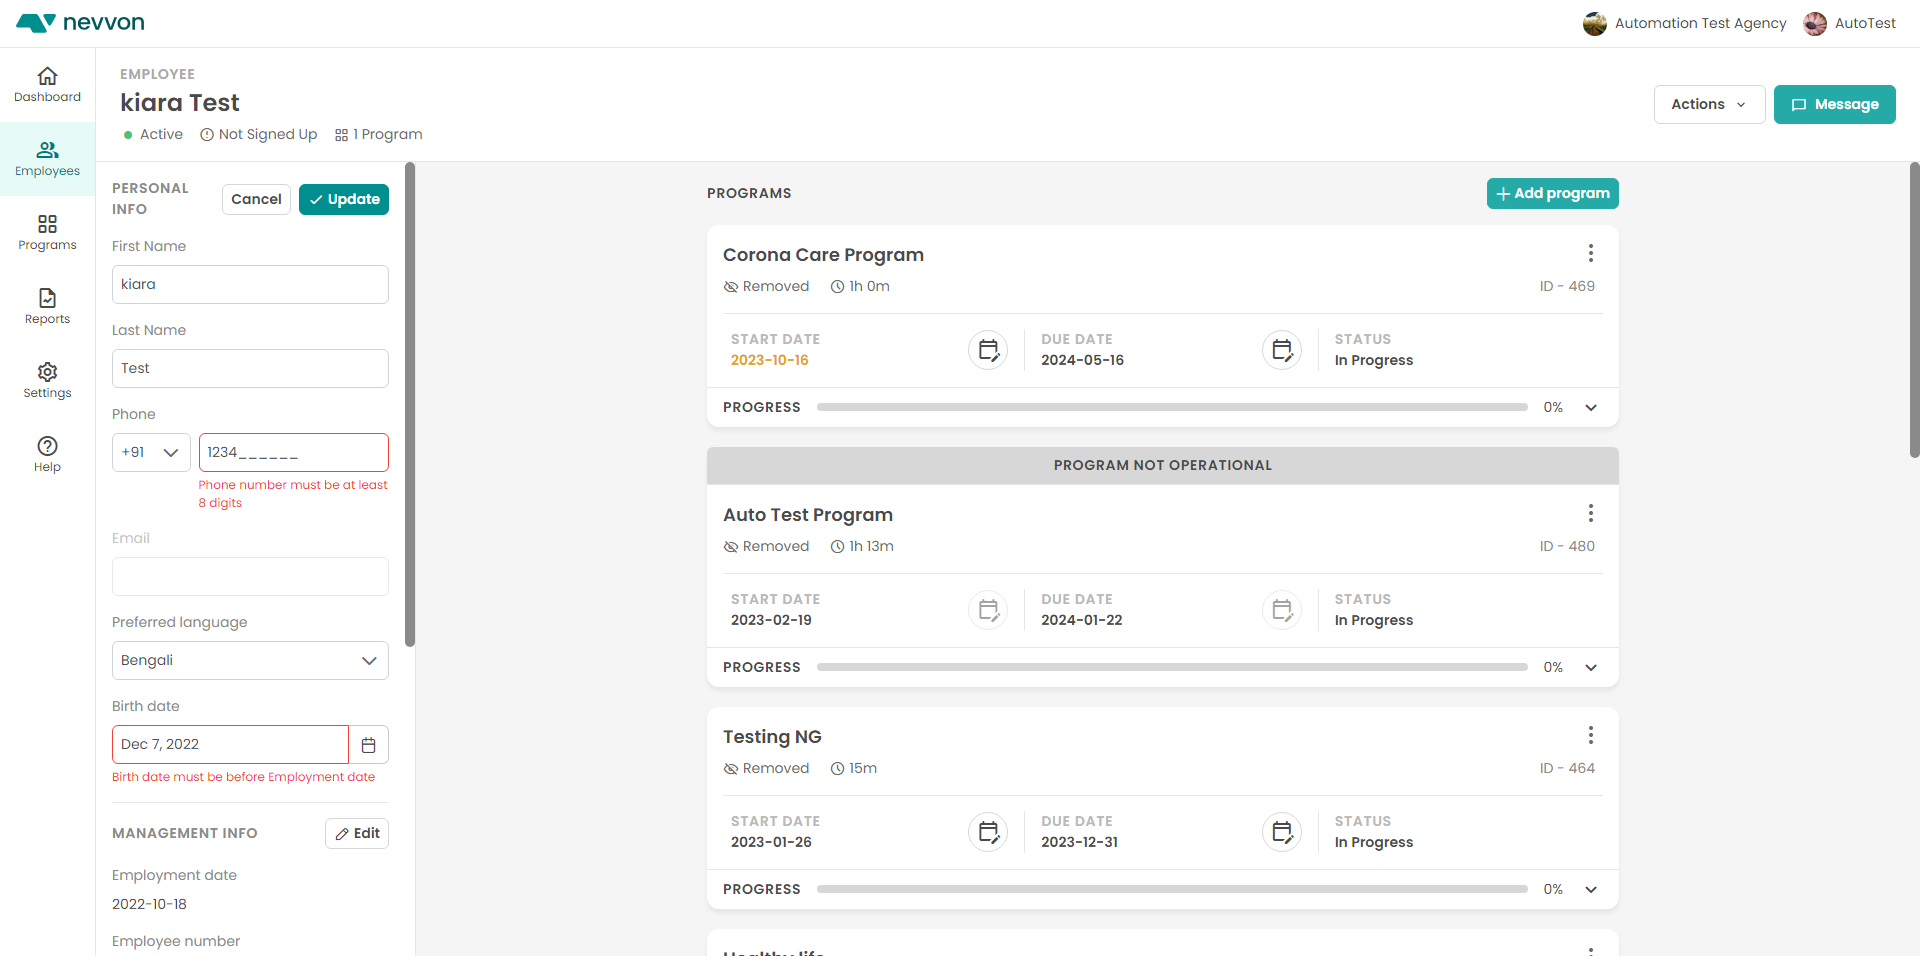 nevvon
Automation Test Agency
AutoTest
Dashboard
Employees
Programs
Reports
Settings
Help
EMPLOYEE
kiara Test
Active
Not Signed Up
1 Program
Actions
Message
PERSONAL
INFO
Cancel
Update
First Name
kiara
Last Name
Test
Phone
+91
1234______
Phone number must be at least
8 digits
Email
Preferred language
Bengali
Birth date
Dec 7, 2022
Birth date must be before Employment date
MANAGEMENT INFO
Edit
Employment date
2022-10-18
Employee number
PROGRAMS
Add program
Corona Care Program
Removed
1h 0m
ID - 469
START DATE
2023-10-16
DUE DATE
2024-05-16
STATUS
In Progress
PROGRESS
0%
PROGRAM NOT OPERATIONAL
Auto Test Program
Removed
1h 13m
ID - 480
START DATE
2023-02-19
DUE DATE
2024-01-22
STATUS
In Progress
PROGRESS
0%
Testing NG
Removed
15m
ID - 464
START DATE
2023-01-26
DUE DATE
2023-12-31
STATUS
In Progress
PROGRESS
0%
Healthy life